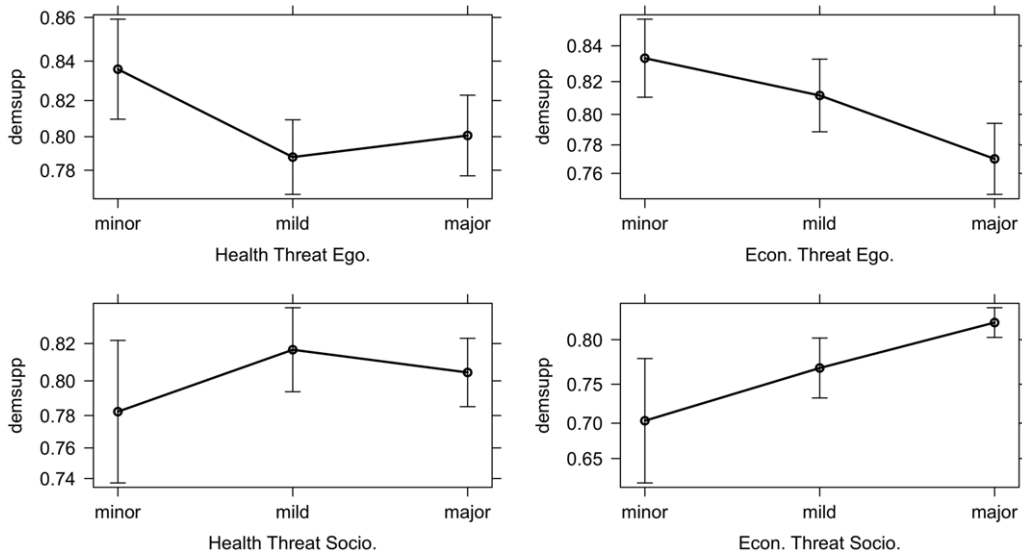 0.86
0.84
0.82
0.80
0.78
demsupp
minor mild major
Health Threat Ego.
0.84
0.82
0.80
0.78
0.76
demsupp
minor mild major
Econ. Threat Ego.
0.82
0.80
0.78
0.76
0.74
demsupp
minor mild major
Health Threat Socio.
0.80
0.75
0.70
0.65
demsupp
minor mild major
Econ. Threat Socio.